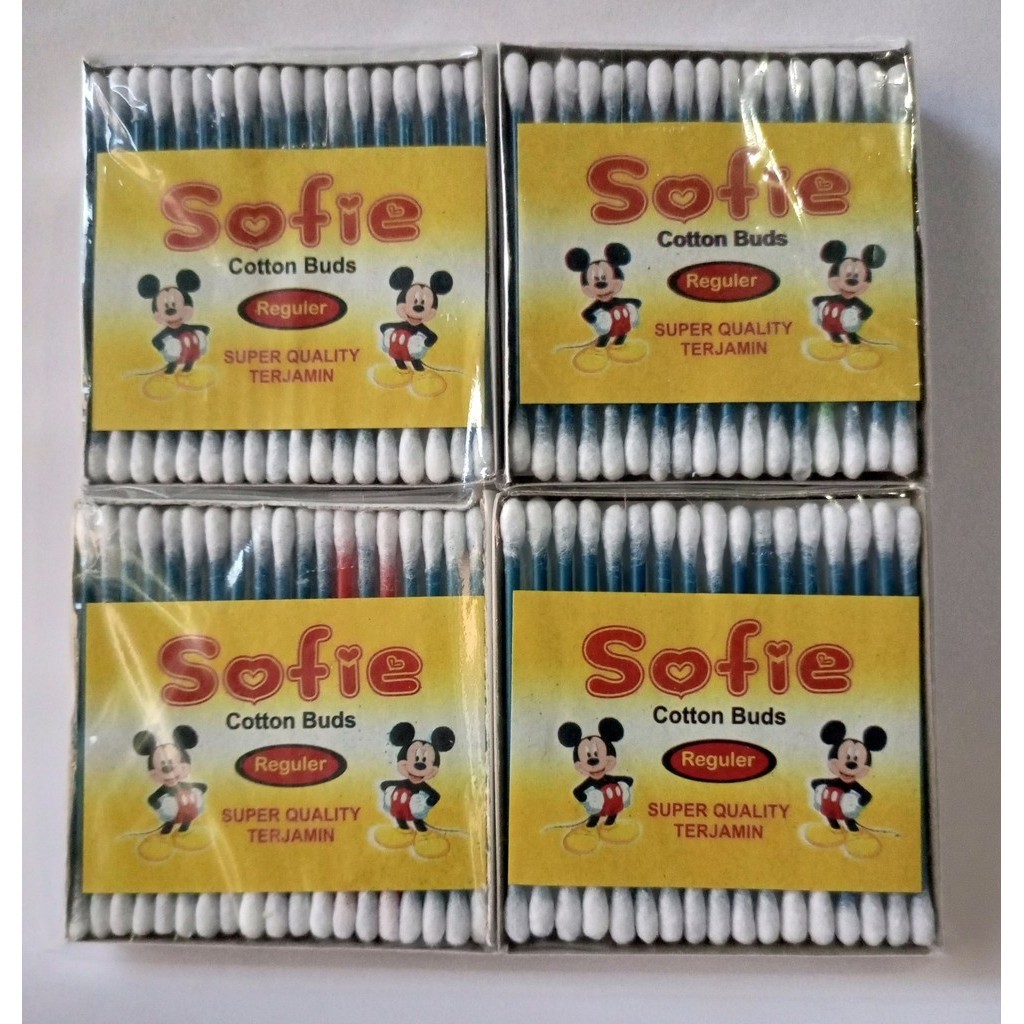 Sofie
Cotton Buds
Reguler
SUPER QUALITY
TERJAMIN
Sofie
Cotton Buds
Reguler
SUPER QUALITY
TERJAMIN
Sofie
Cotton Buds
Reguler
SUPER QUALITY
TERJAMIN
Sofie
Cotton Buds
Reguler
SUPER QUALITY
TERJAMIN